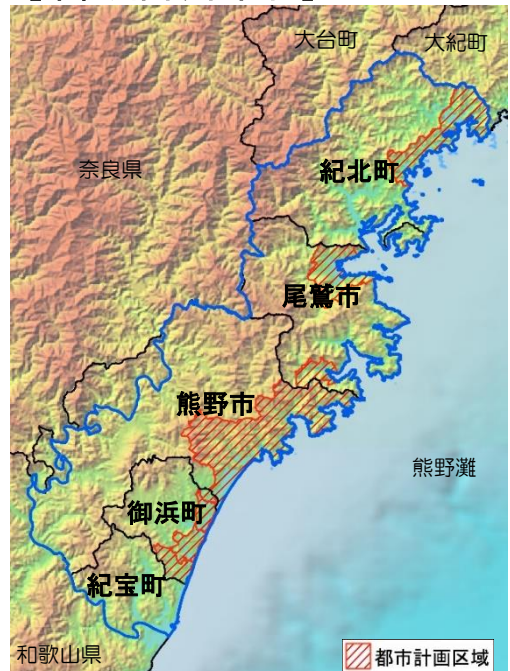 大台町
大紀町
奈良県
紀北町
尾鷲市
熊野市
熊野灘
御浜町
紀宝町
和歌山県
都市計画区域